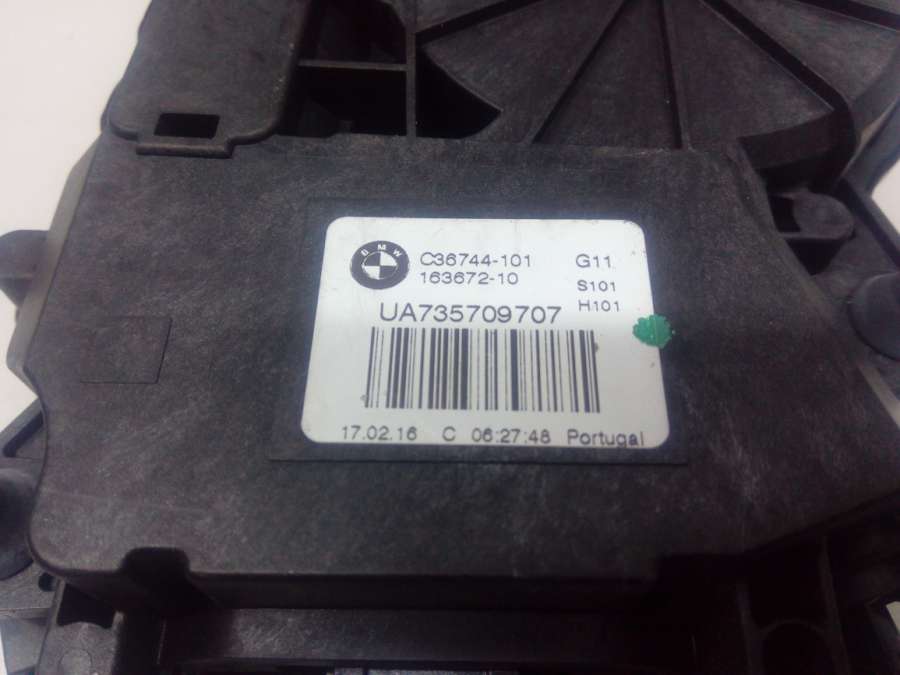 BMW
C36744-101 G11
163672-10 S101
UA735709707 H101
17.02.16 C 06:27:48 Portugal